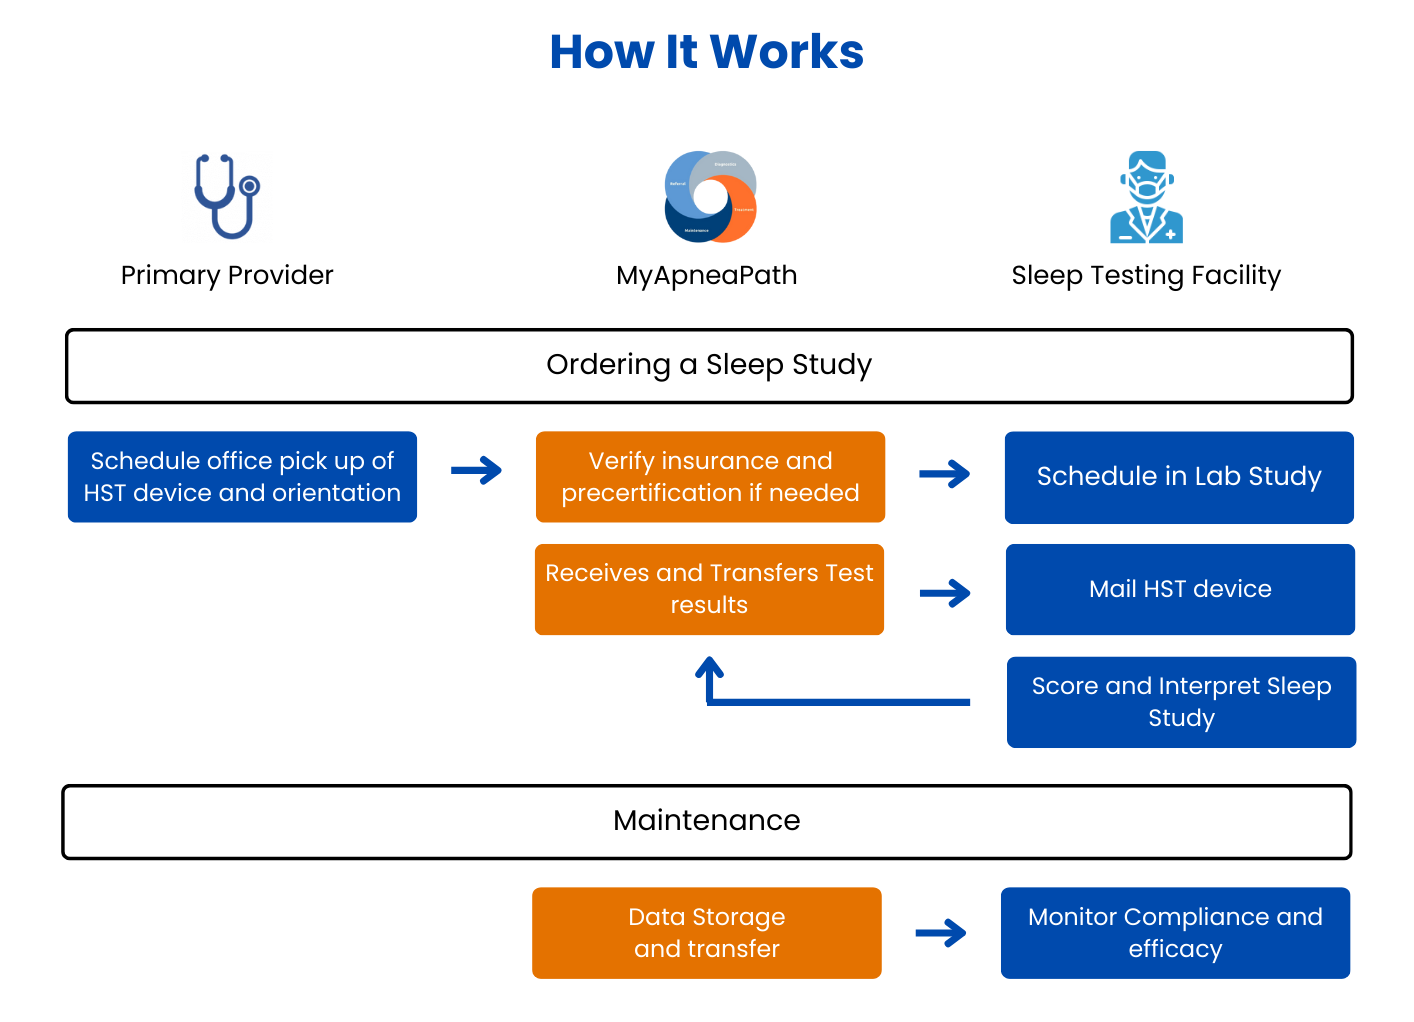 How It Works
Referral
Diagnostic
Treatment
Maintenance
Primary Provider
MyApneaPath
Sleep Testing Facility
Ordering a Sleep Study
Schedule office pick up of
HST device and orientation
Verify insurance and
precertification if needed
Schedule in Lab Study
Receives and Transfers Test
results
Mail HST device
Score and Interpret Sleep
Study
Maintenance
Data Storage
and transfer
Monitor Compliance and
efficacy